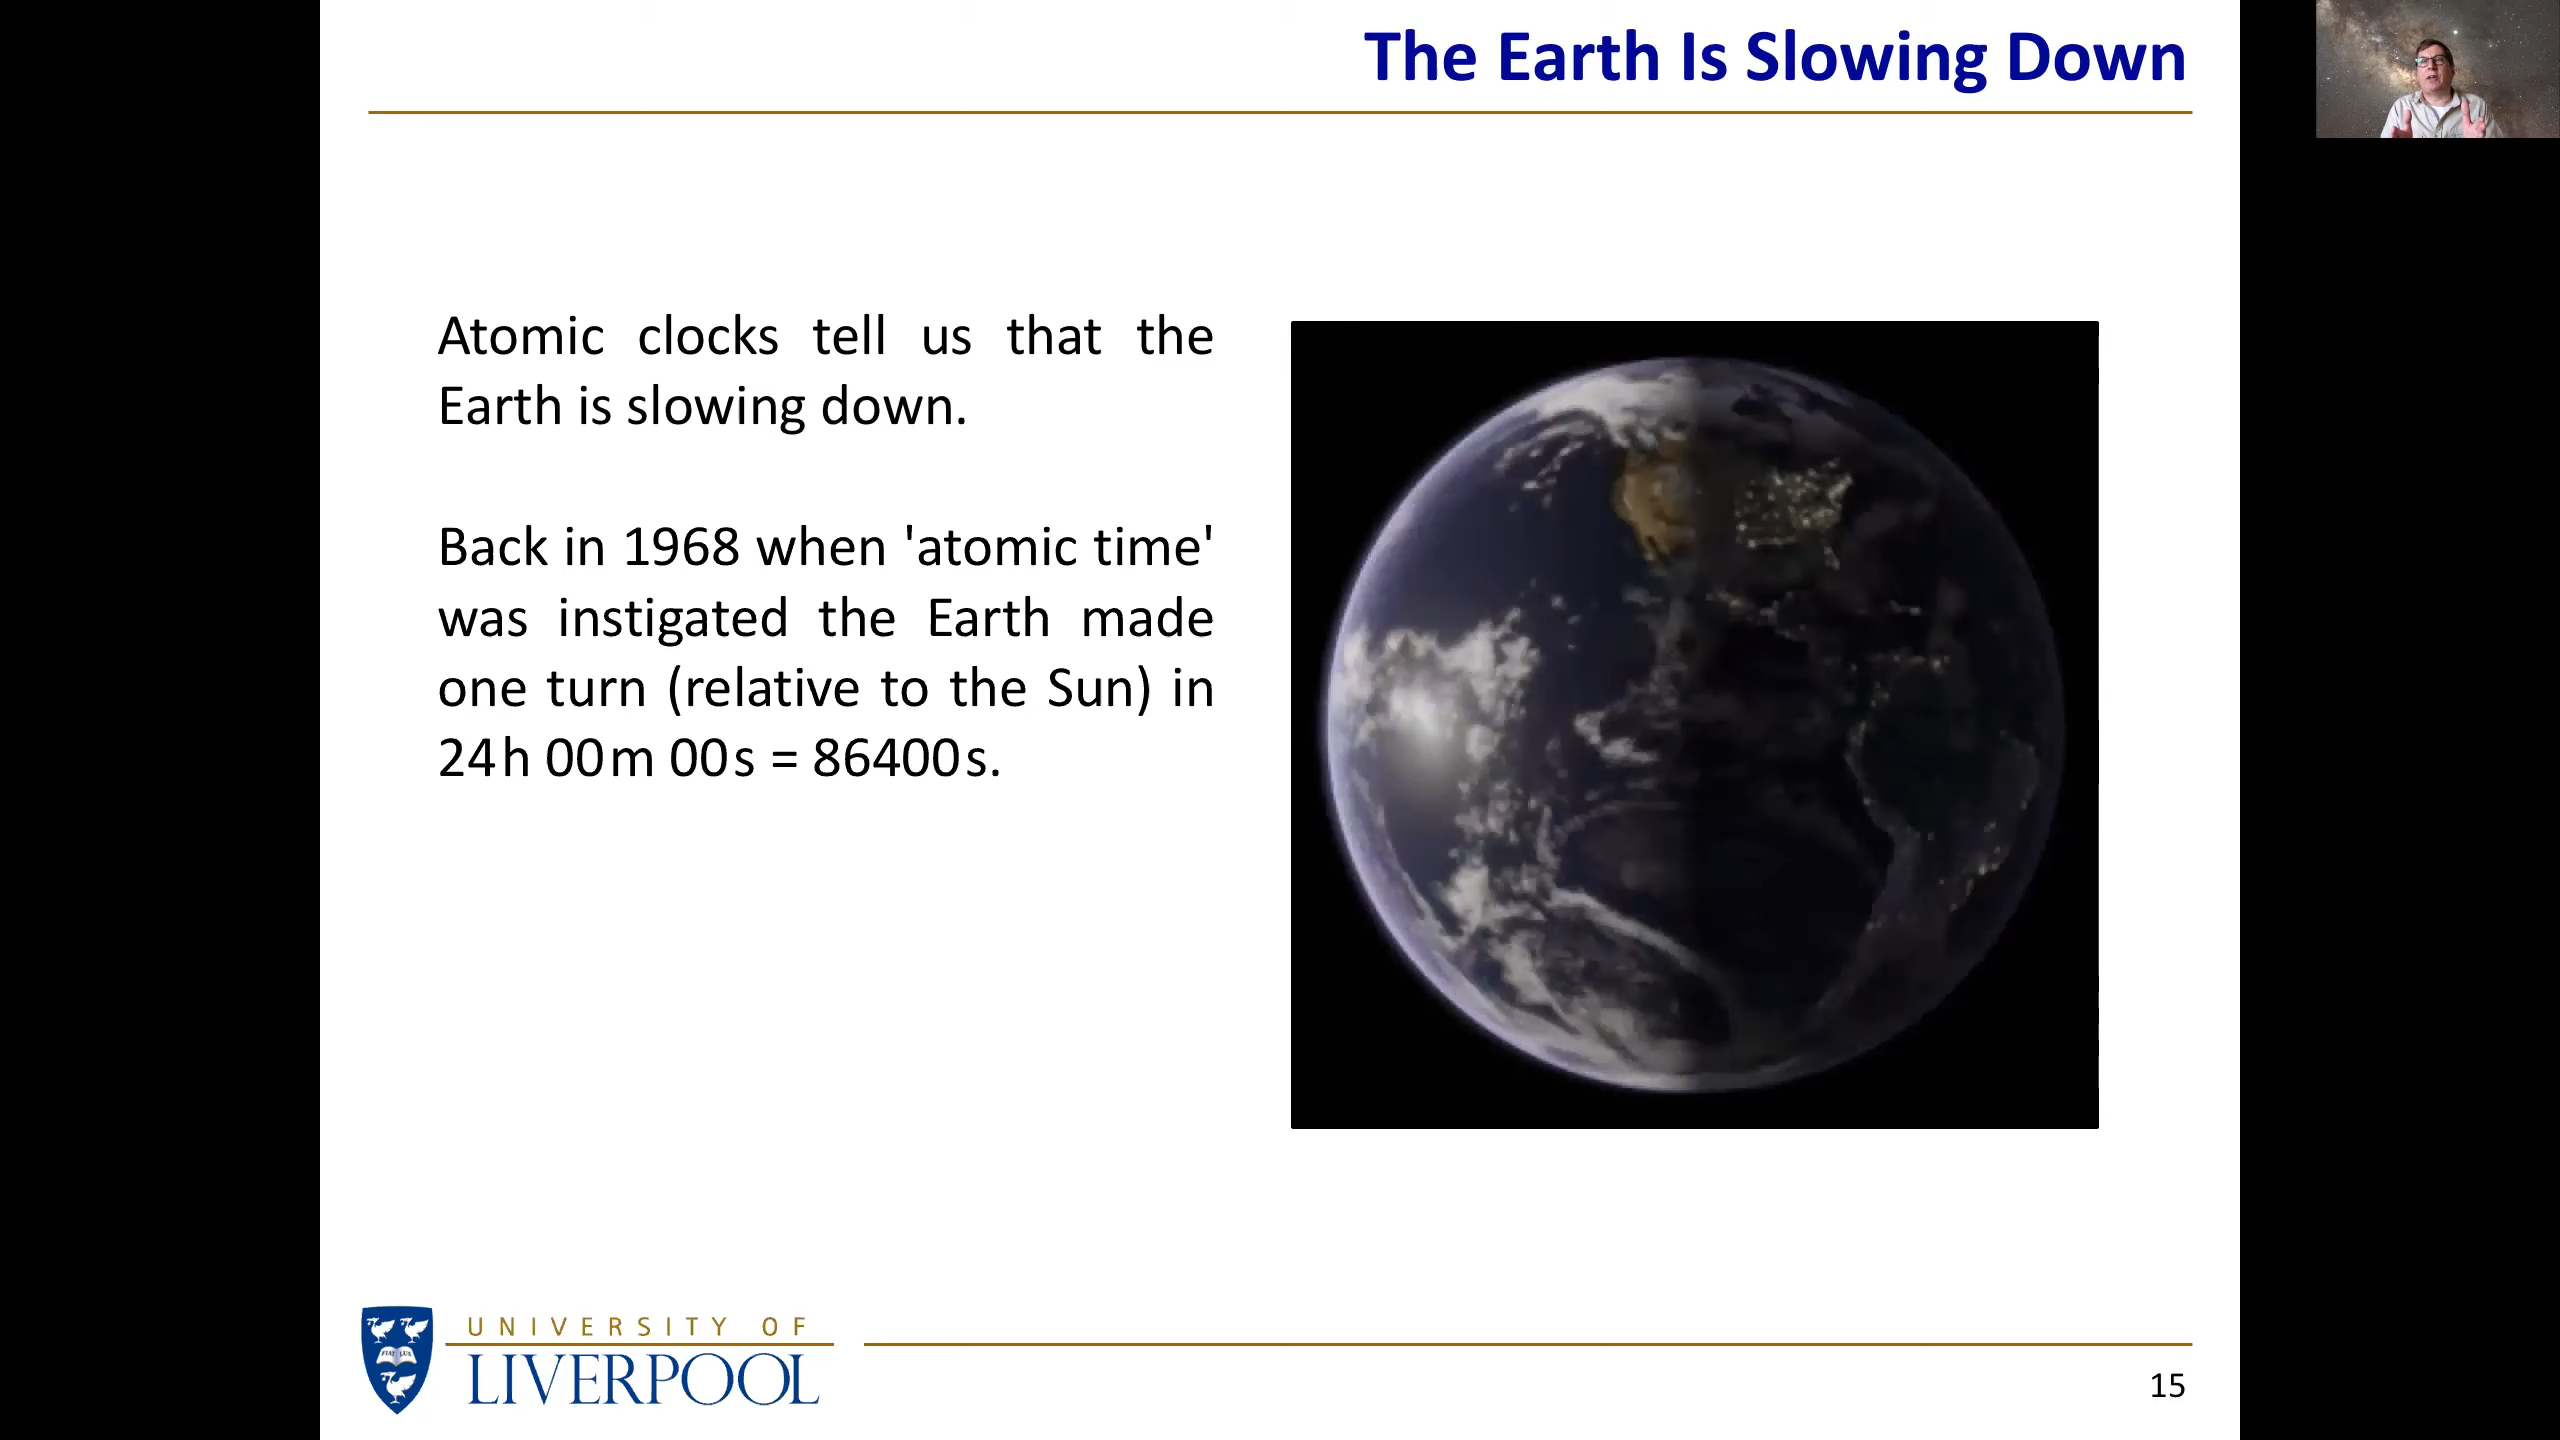 The Earth Is Slowing Down
Atomic clocks tell us that the
Earth is slowing down.
Back in 1968 when 'atomic time'
was instigated the Earth made
one turn (relative to the Sun) in
24h 00m 00s = 86400s.
FIAT LUX
UNIVERSITY OF
LIVERPOOL
15